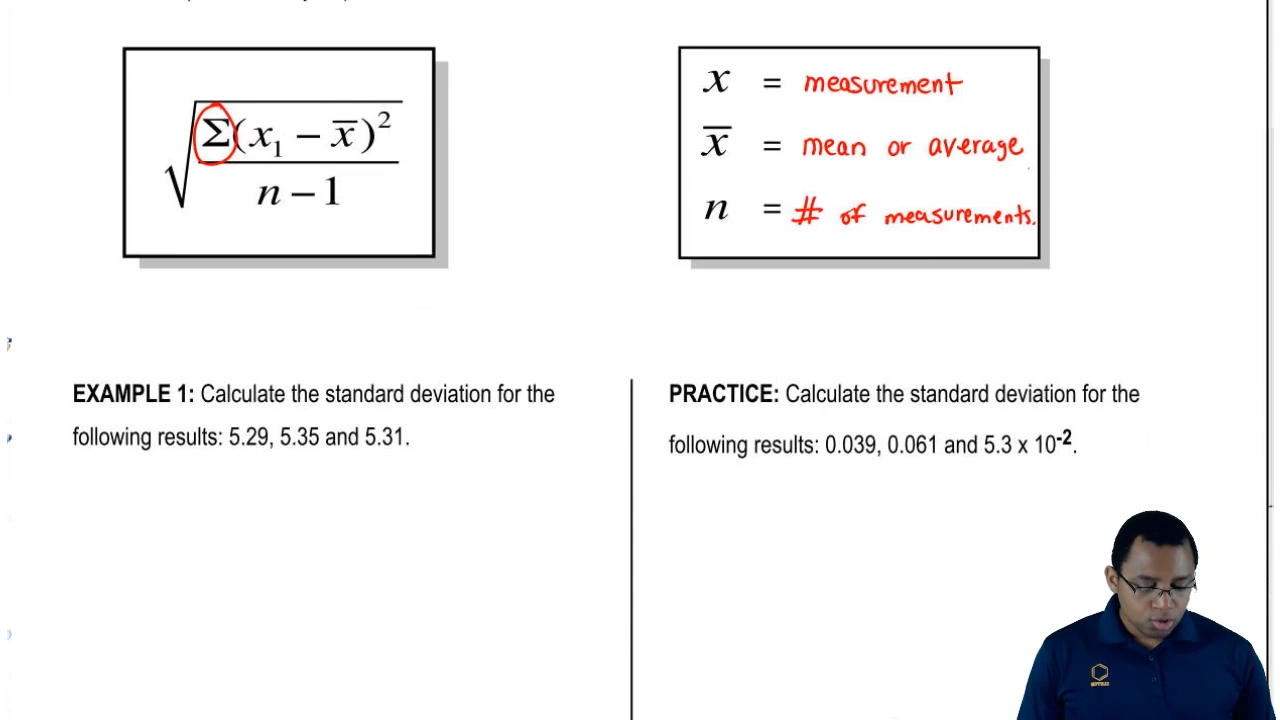 √Σ(x₁ − x̄)²
n − 1
x = measurement
x̄ = mean or average
n = # of measurements.
EXAMPLE 1: Calculate the standard deviation for the
following results: 5.29, 5.35 and 5.31.
PRACTICE: Calculate the standard deviation for the
following results: 0.039, 0.061 and 5.3 x 10⁻².